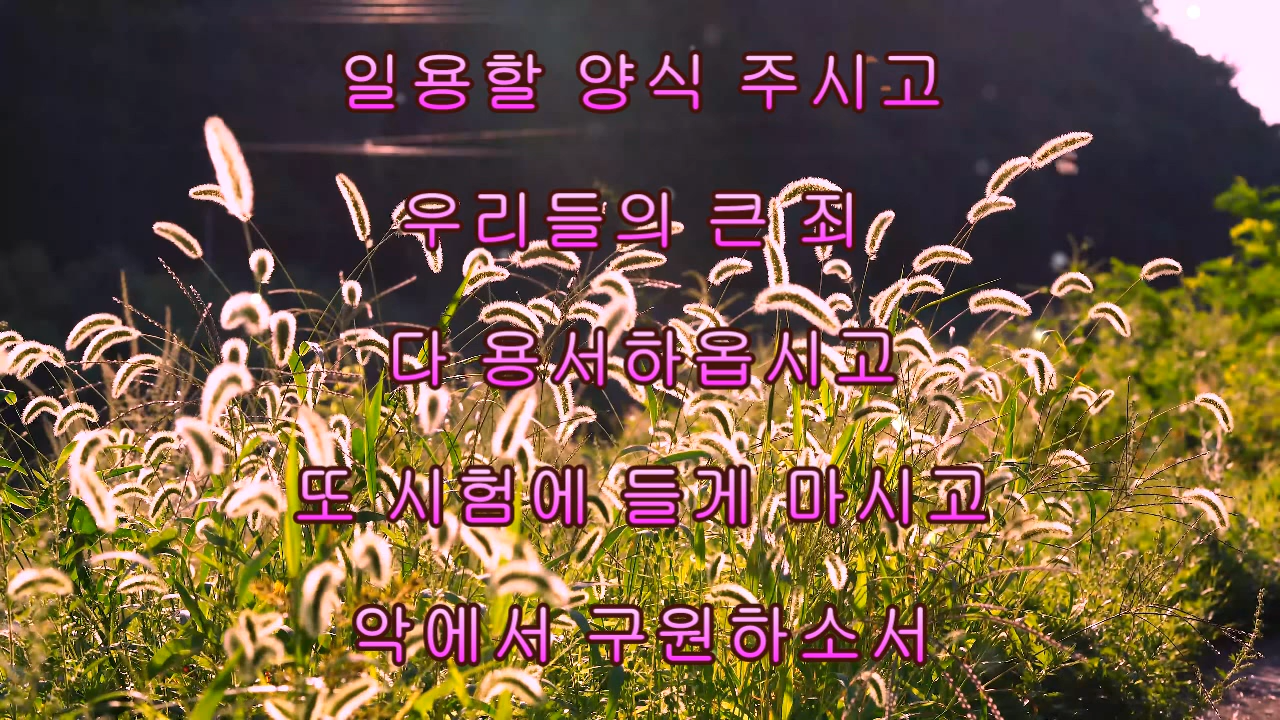 일용할 양식 주시고
우리들의 큰 죄
다 용서하옵시고
또 시험에 들게 마시고
악에서 구원하소서